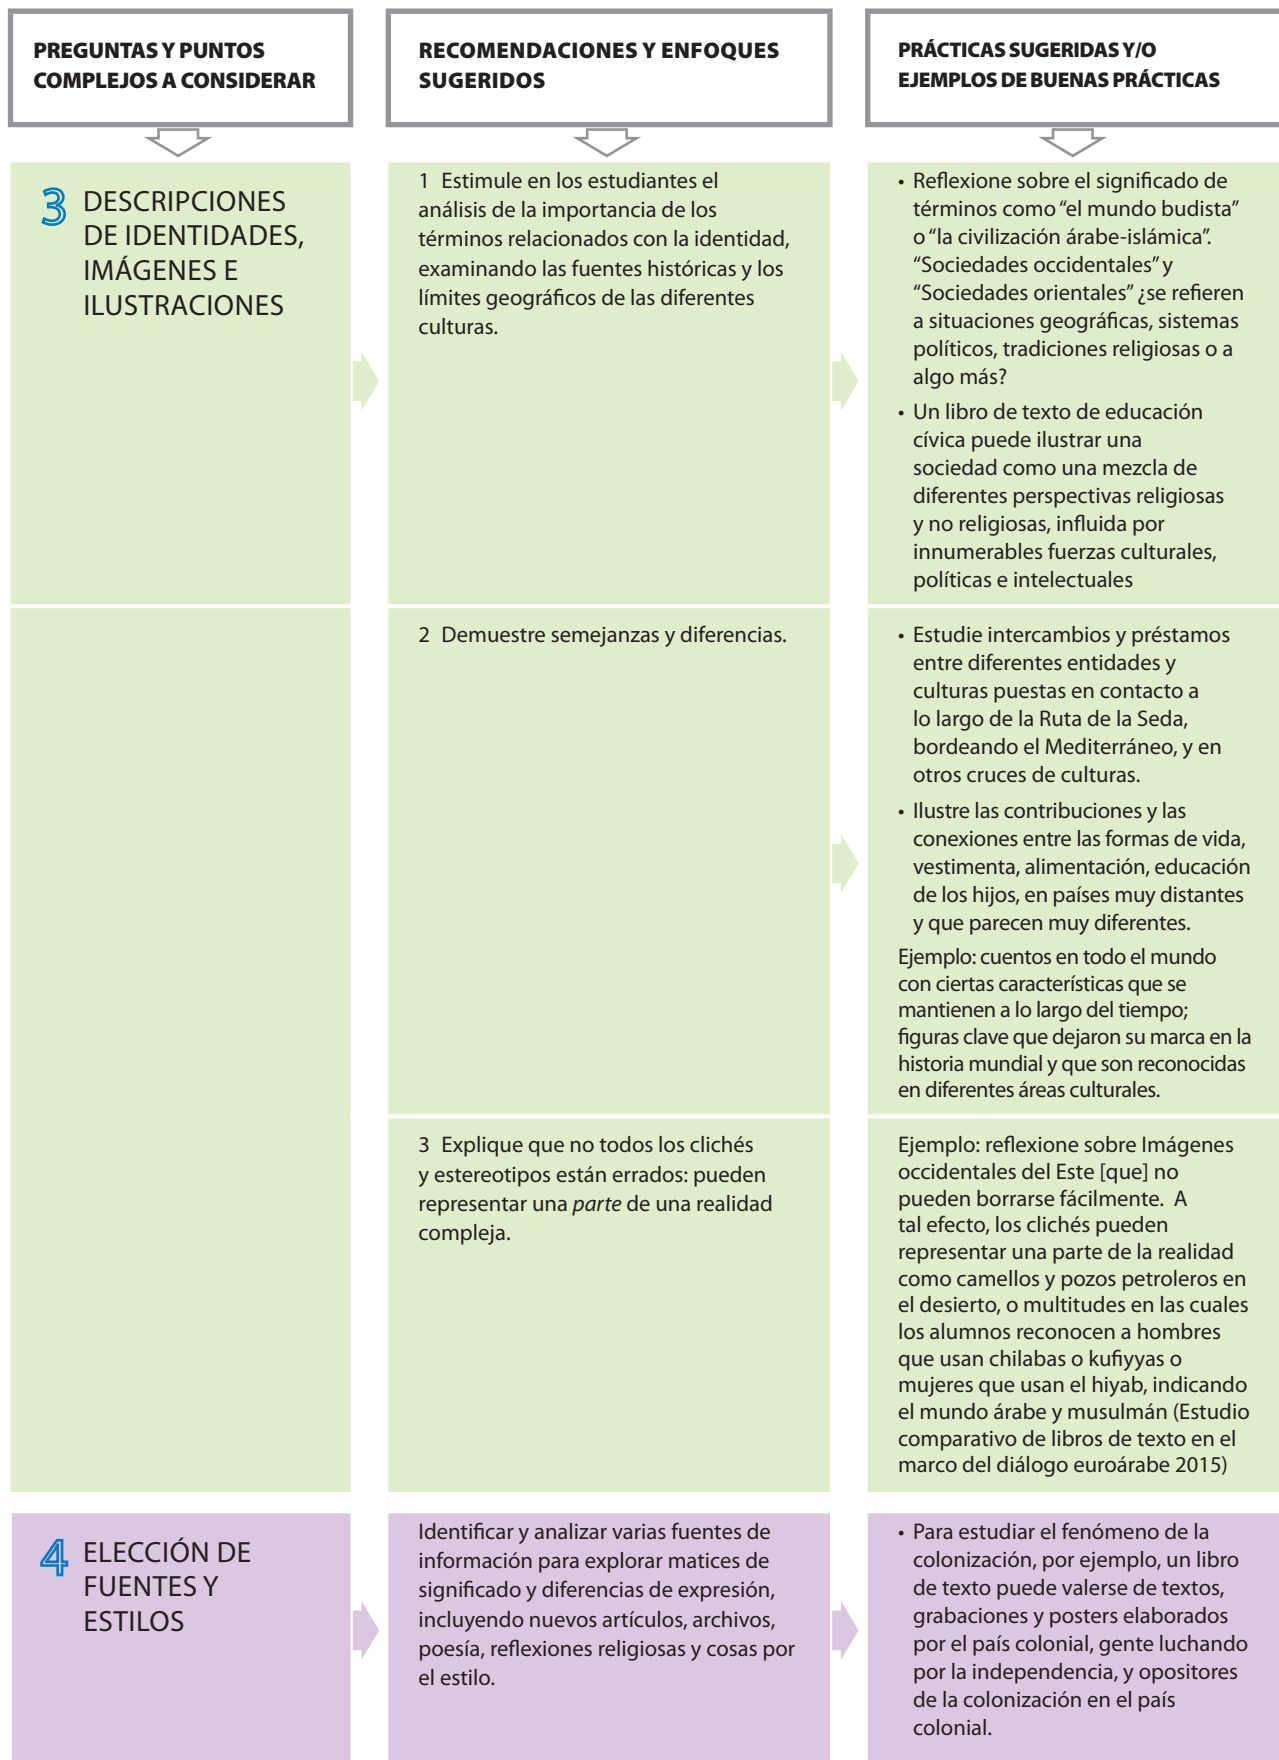 PREGUNTAS Y PUNTOS
COMPLEJOS A CONSIDERAR
RECOMENDACIONES Y ENFOQUES
SUGERIDOS
PRÁCTICAS SUGERIDAS Y/O
EJEMPLOS DE BUENAS PRÁCTICAS
3 DESCRIPCIONES
DE IDENTIDADES,
IMÁGENES E
ILUSTRACIONES
1 Estimule en los estudiantes el
análisis de la importancia de los
términos relacionados con la identidad,
examinando las fuentes históricas y los
límites geográficos de las diferentes
culturas.
• Reflexione sobre el significado de
términos como “el mundo budista”
o “la civilización árabe-islámica”.
“Sociedades occidentales” y
“Sociedades orientales” ¿se refieren
a situaciones geográficas, sistemas
políticos, tradiciones religiosas o a
algo más?
• Un libro de texto de educación
cívica puede ilustrar una
sociedad como una mezcla de
diferentes perspectivas religiosas
y no religiosas, influida por
innumerables fuerzas culturales,
políticas e intelectuales
2 Demuestre semejanzas y diferencias.
• Estudie intercambios y préstamos
entre diferentes entidades y
culturas puestas en contacto a
lo largo de la Ruta de la Seda,
bordeando el Mediterráneo, y en
otros cruces de culturas.
• Ilustre las contribuciones y las
conexiones entre las formas de vida,
vestimenta, alimentación, educación
de los hijos, en países muy distantes
y que parecen muy diferentes.
Ejemplo: cuentos en todo el mundo
con ciertas características que se
mantienen a lo largo del tiempo;
figuras clave que dejaron su marca en la
historia mundial y que son reconocidas
en diferentes áreas culturales.
3 Explique que no todos los clichés
y estereotipos están errados: pueden
representar una parte de una realidad
compleja.
Ejemplo: reflexione sobre Imágenes
occidentales del Este [que] no
pueden borrarse fácilmente. A
tal efecto, los clichés pueden
representar una parte de la realidad
como camellos y pozos petroleros en
el desierto, o multitudes en las cuales
los alumnos reconocen a hombres
que usan chilabas o kufiyyas o
mujeres que usan el hiyab, indicando
el mundo árabe y musulmán (Estudio
comparativo de libros de texto en el
marco del diálogo euroárabe 2015)
4 ELECCIÓN DE
FUENTES Y
ESTILOS
Identificar y analizar varias fuentes de
información para explorar matices de
significado y diferencias de expresión,
incluyendo nuevos artículos, archivos,
poesía, reflexiones religiosas y cosas por
el estilo.
• Para estudiar el fenómeno de la
colonización, por ejemplo, un libro
de texto puede valerse de textos,
grabaciones y posters elaborados
por el país colonial, gente luchando
por la independencia, y opositores
de la colonización en el país
colonial.